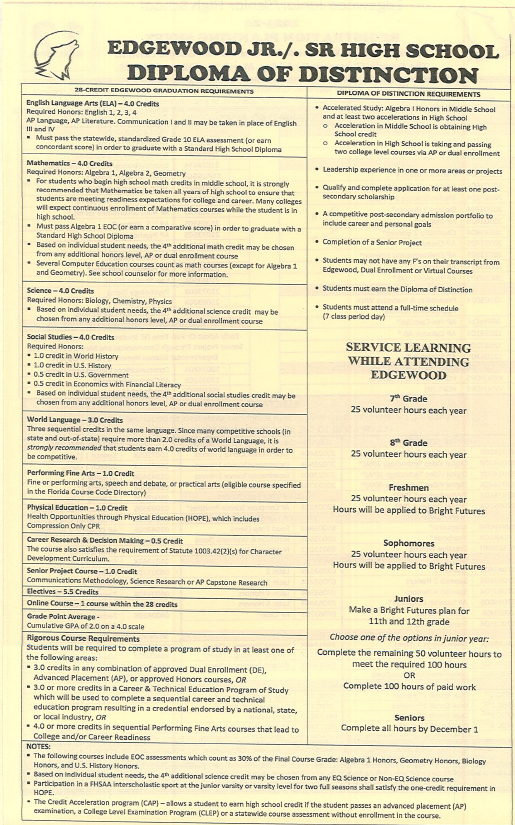 EDGEWOOD JR./. SR HIGH SCHOOL
DIPLOMA OF DISTINCTION
28-CREDIT EDGEWOOD GRADUATION REQUIREMENTS
English Language Arts (ELA) – 4.0 Credits
Required Honors: English 1, 2, 3, 4
AP Language, AP Literature. Communication I and II may be taken in place of English
III and IV
▪ Must pass the statewide, standardized Grade 10 ELA assessment (or earn
concordant score) in order to graduate with a Standard High School Diploma
Mathematics – 4.0 Credits
Required Honors: Algebra 1, Algebra 2, Geometry
▪ For students who begin high school math credits in middle school, it is strongly
recommended that Mathematics be taken all years of high school to ensure that
students are meeting readiness expectations for college and career. Many colleges
will expect continuous enrollment of Mathematics courses while the student is in
high school.
▪ Must pass Algebra 1 EOC (or earn a comparative score) in order to graduate with a
Standard High School Diploma
▪ Based on individual student needs, the 4th additional math credit may be chosen
from any additional honors level, AP or dual enrollment course
▪ Several Computer Education courses count as math courses (except for Algebra 1
and Geometry). See school counselor for more information.
Science – 4.0 Credits
Required Honors: Biology, Chemistry, Physics
▪ Based on individual student needs, the 4th additional science credit may be
chosen from any additional honors level, AP or dual enrollment course
Social Studies – 4.0 Credits
Required Honors:
▪ 1.0 credit in World History
▪ 1.0 credit in U.S. History
▪ 0.5 credit in U.S. Government
▪ 0.5 credit in Economics with Financial Literacy
▪ Based on individual student needs, the 4th additional social studies credit may be
chosen from any additional honors level, AP or dual enrollment course
World Language – 3.0 Credits
Three sequential credits in the same language. Since many competitive schools (in
state and out-of-state) require more than 2.0 credits of a World Language, it is
strongly recommended that students earn 4.0 credits of world language in order to
be competitive.
Performing Fine Arts – 1.0 Credit
Fine or performing arts, speech and debate, or practical arts (eligible course specified
in the Florida Course Code Directory)
Physical Education – 1.0 Credit
Health Opportunities through Physical Education (HOPE), which includes
Compression Only CPR
Career Research & Decision Making – 0.5 Credit
The course also satisfies the requirement of Statute 1003.42(2)(s) for Character
Development Curriculum.
Senior Project Course – 1.0 Credit
Communications Methodology, Science Research or AP Capstone Research
Electives – 5.5 Credits
Online Course – 1 course within the 28 credits
Grade Point Average -
Cumulative GPA of 2.0 on a 4.0 scale
Rigorous Course Requirements
Students will be required to complete a program of study in at least one of
the following areas:
▪ 3.0 credits in any combination of approved Dual Enrollment (DE),
Advanced Placement (AP), or approved Honors courses, OR
▪ 3.0 or more credits in a Career & Technical Education Program of Study
which will be used to complete a sequential career and technical
education program resulting in a credential endorsed by a national, state,
or local industry, OR
▪ 4.0 or more credits in sequential Performing Fine Arts courses that lead to
College and/or Career Readiness
DIPLOMA OF DISTINCTION REQUIREMENTS
• Accelerated Study: Algebra I Honors in Middle School
and at least two accelerations in High School
o Acceleration in Middle School is obtaining High
School credit
o Acceleration in High School is taking and passing
two college level courses via AP or dual enrollment
• Leadership experience in one or more areas or projects
• Qualify and complete application for at least one post-
secondary scholarship
• A competitive post-secondary admission portfolio to
include career and personal goals
• Completion of a Senior Project
• Students may not have any F's on their transcript from
Edgewood, Dual Enrollment or Virtual Courses
• Students must earn the Diploma of Distinction
• Students must attend a full-time schedule
(7 class period day)
SERVICE LEARNING
WHILE ATTENDING
EDGEWOOD
7th Grade
25 volunteer hours each year
8th Grade
25 volunteer hours each year
Freshmen
25 volunteer hours each year
Hours will be applied to Bright Futures
Sophomores
25 volunteer hours each year
Hours will be applied to Bright Futures
Juniors
Make a Bright Futures plan for
11th and 12th grade
Choose one of the options in junior year:
Complete the remaining 50 volunteer hours to
meet the required 100 hours
OR
Complete 100 hours of paid work
Seniors
Complete all hours by December 1
NOTES:
▪ The following courses include EOC assessments which count as 30% of the Final Course Grade: Algebra 1 Honors, Geometry Honors, Biology
Honors, and U.S. History Honors.
▪ Based on individual student needs, the 4th additional science credit may be chosen from any EQ Science or Non-EQ Science course
▪ Participation in a FHSAA interscholastic sport at the junior varsity or varsity level for two full seasons shall satisfy the one-credit requirement in
HOPE.
▪ The Credit Acceleration program (CAP) – allows a student to earn high school credit if the student passes an advanced placement (AP)
examination, a College Level Examination Program (CLEP) or a statewide course assessment without enrollment in the course.